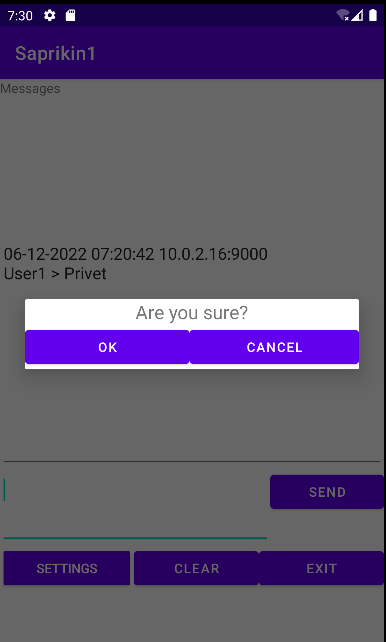 7:30
Saprikin1
Messages
06-12-2022 07:20:42 10.0.2.16:9000
User1 > Privet
Are you sure?
OK CANCEL
SEND
SETTINGS CLEAR EXIT